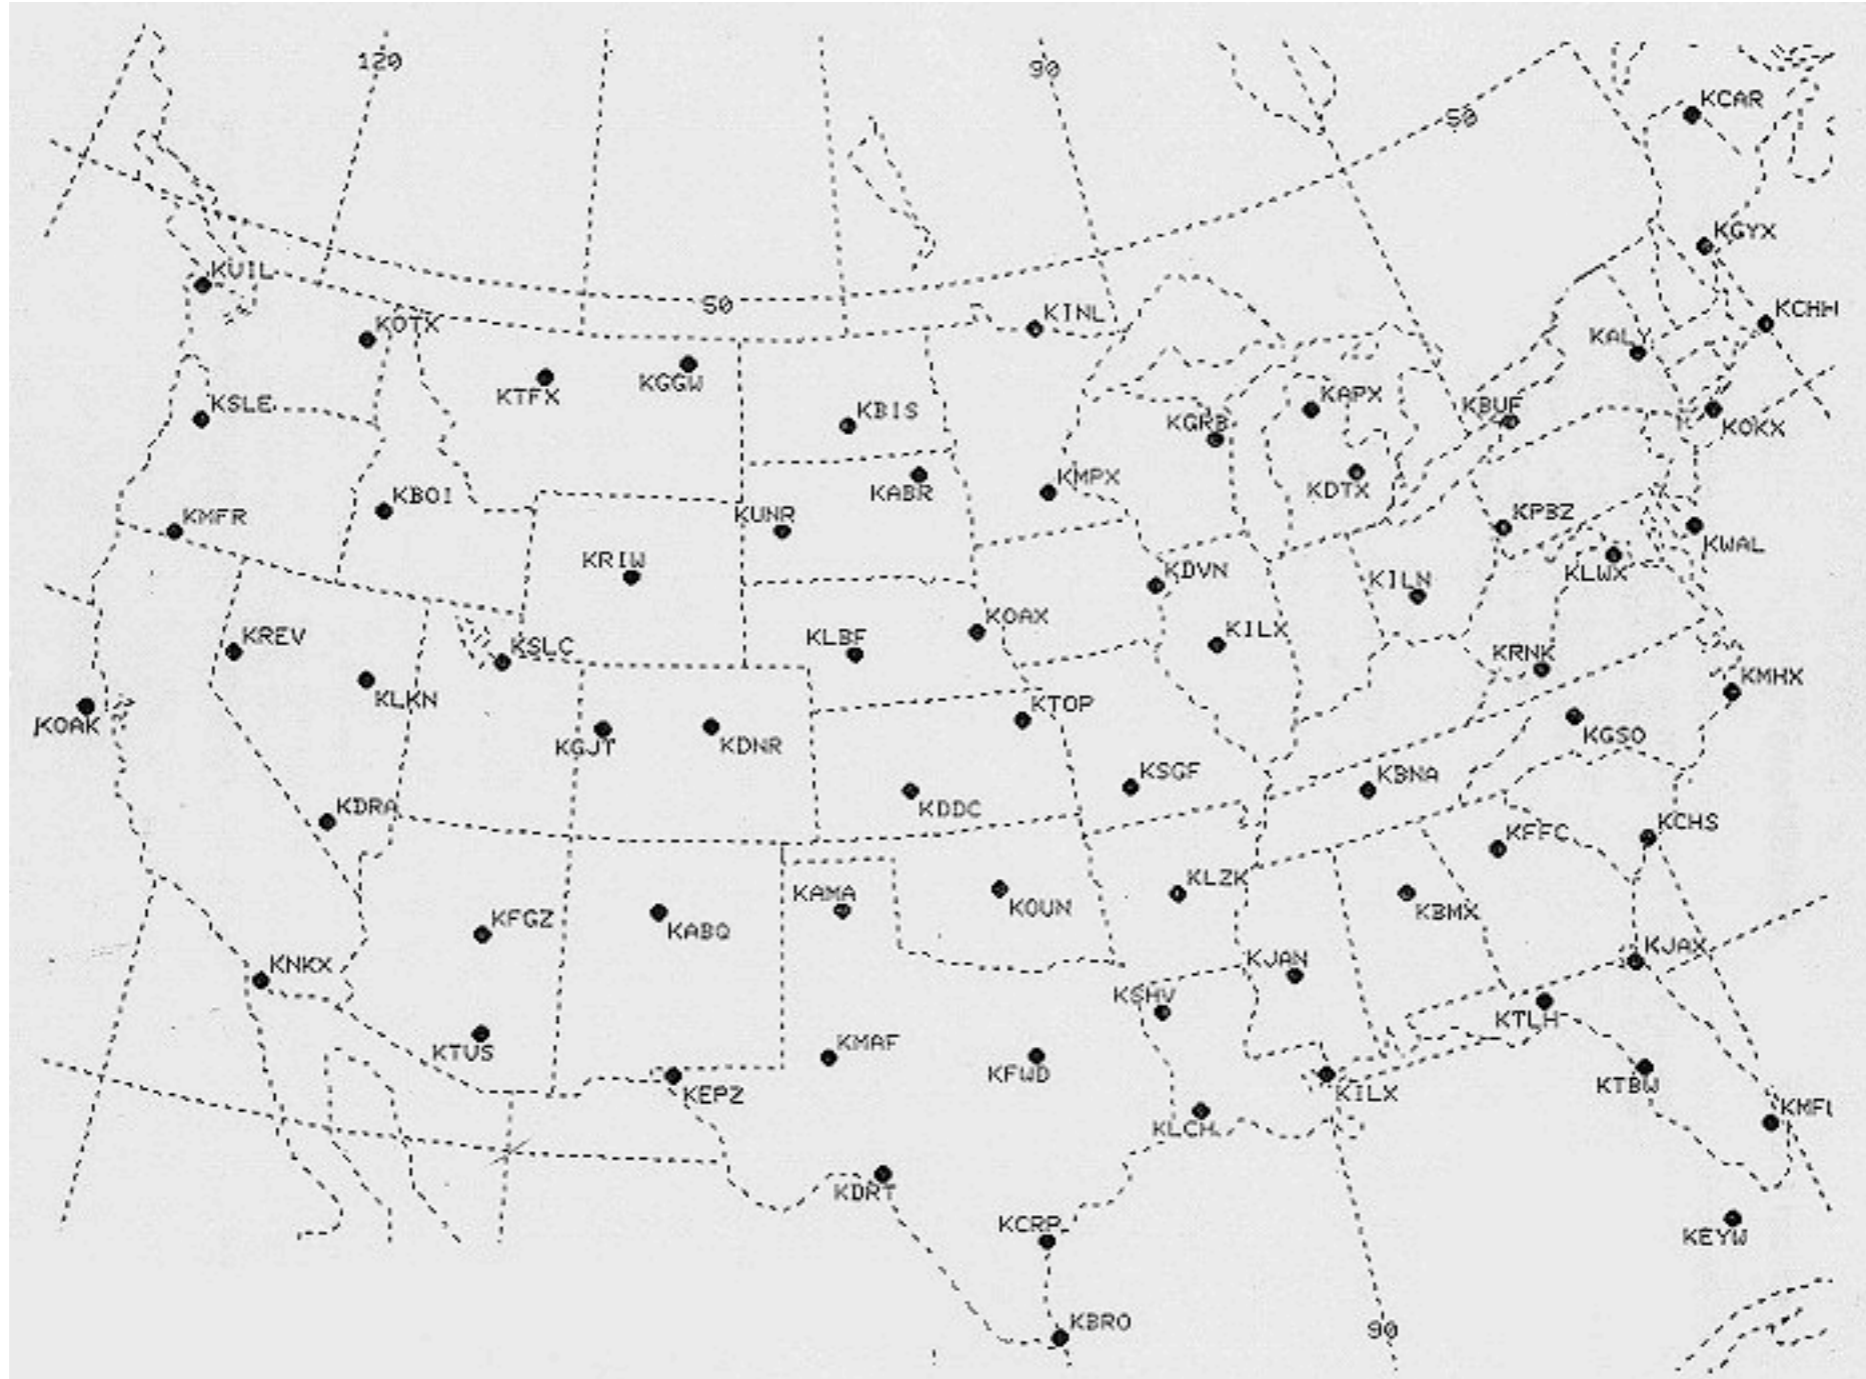 120
90
KCAR
50
KGYX
KUIL
50
KINL
KCHH
KOTX
KALY
KTFX
KGGW
KSLE
KBIS
KGRB
KAPX
KBUF
KOKX
KABR
KMPX
KDTX
KBOI
KMFR
KUNR
KPBZ
KWAL
KRIW
KDVN
KILN
KLWX
KREV
KSLC
KLBF
KOAX
KILX
KRNK
KLKN
KMHX
KOAK
KGJT
KDNR
KTOP
KGSO
KDRA
KDDC
KSGF
KBNA
KFFC
KCHS
KAMA
KOUN
KLZK
KBMX
KFGZ
KABQ
KJAN
KJAX
KNKX
KSHV
KTLH
KTUS
KMAF
KFWD
KEPZ
KILX
KTBW
KMFL
KLCH
KDRT
KCRP
KEYW
KBRO
90